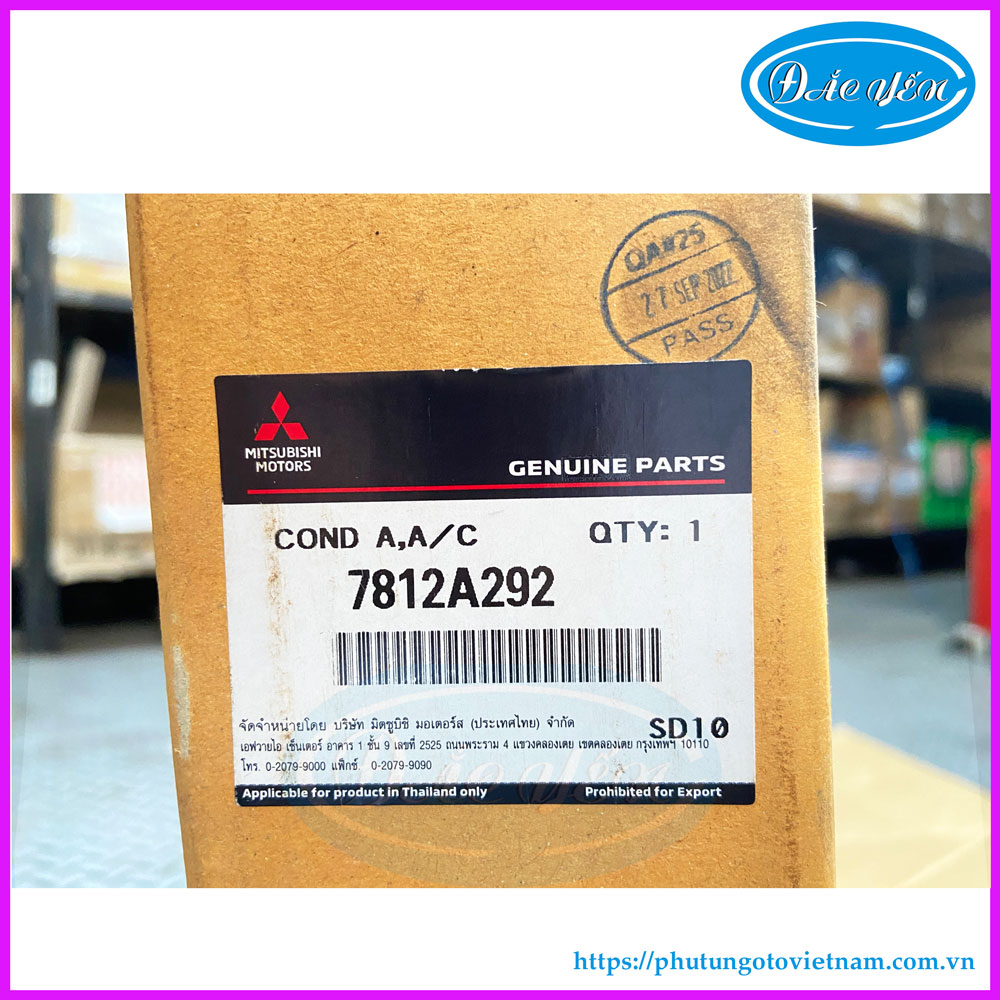 ĐẮC YẾN
QA#25
27 SEP 2022
PASS
MITSUBISHI
MOTORS
GENUINE PARTS
COND A,A/C QTY: 1
7812A292
จัดจำหน่ายโดย บริษัท มิตซูบิชิ มอเตอร์ส (ประเทศไทย) จำกัด
SD10
เอฟวายไอ เซ็นเตอร์ อาคาร 1 ชั้น 9 เลขที่ 2525 ถนนพระราม 4 แขวงคลองเตย เขตคลองเตย กรุงเทพฯ 10110
โทร. 0-2079-9000 แฟ็กซ์. 0-2079-9090
Applicable for product in Thailand only Prohibited for Export
ĐẮC YẾN
https://phutungotovietnam.com.vn